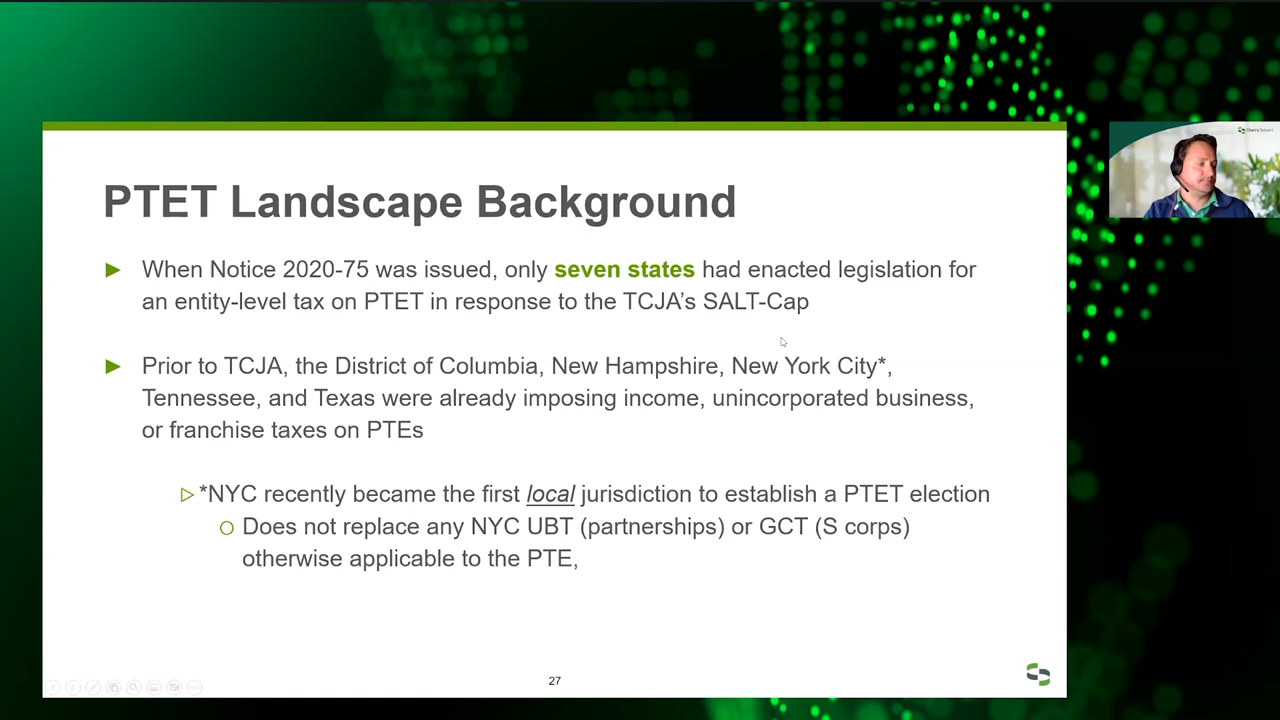 Cherry Bekaert
PTET Landscape Background
► When Notice 2020-75 was issued, only seven states had enacted legislation for
an entity-level tax on PTET in response to the TCJA’s SALT-Cap
► Prior to TCJA, the District of Columbia, New Hampshire, New York City*,
Tennessee, and Texas were already imposing income, unincorporated business,
or franchise taxes on PTEs
▷ *NYC recently became the first local jurisdiction to establish a PTET election
O Does not replace any NYC UBT (partnerships) or GCT (S corps)
otherwise applicable to the PTE,
27